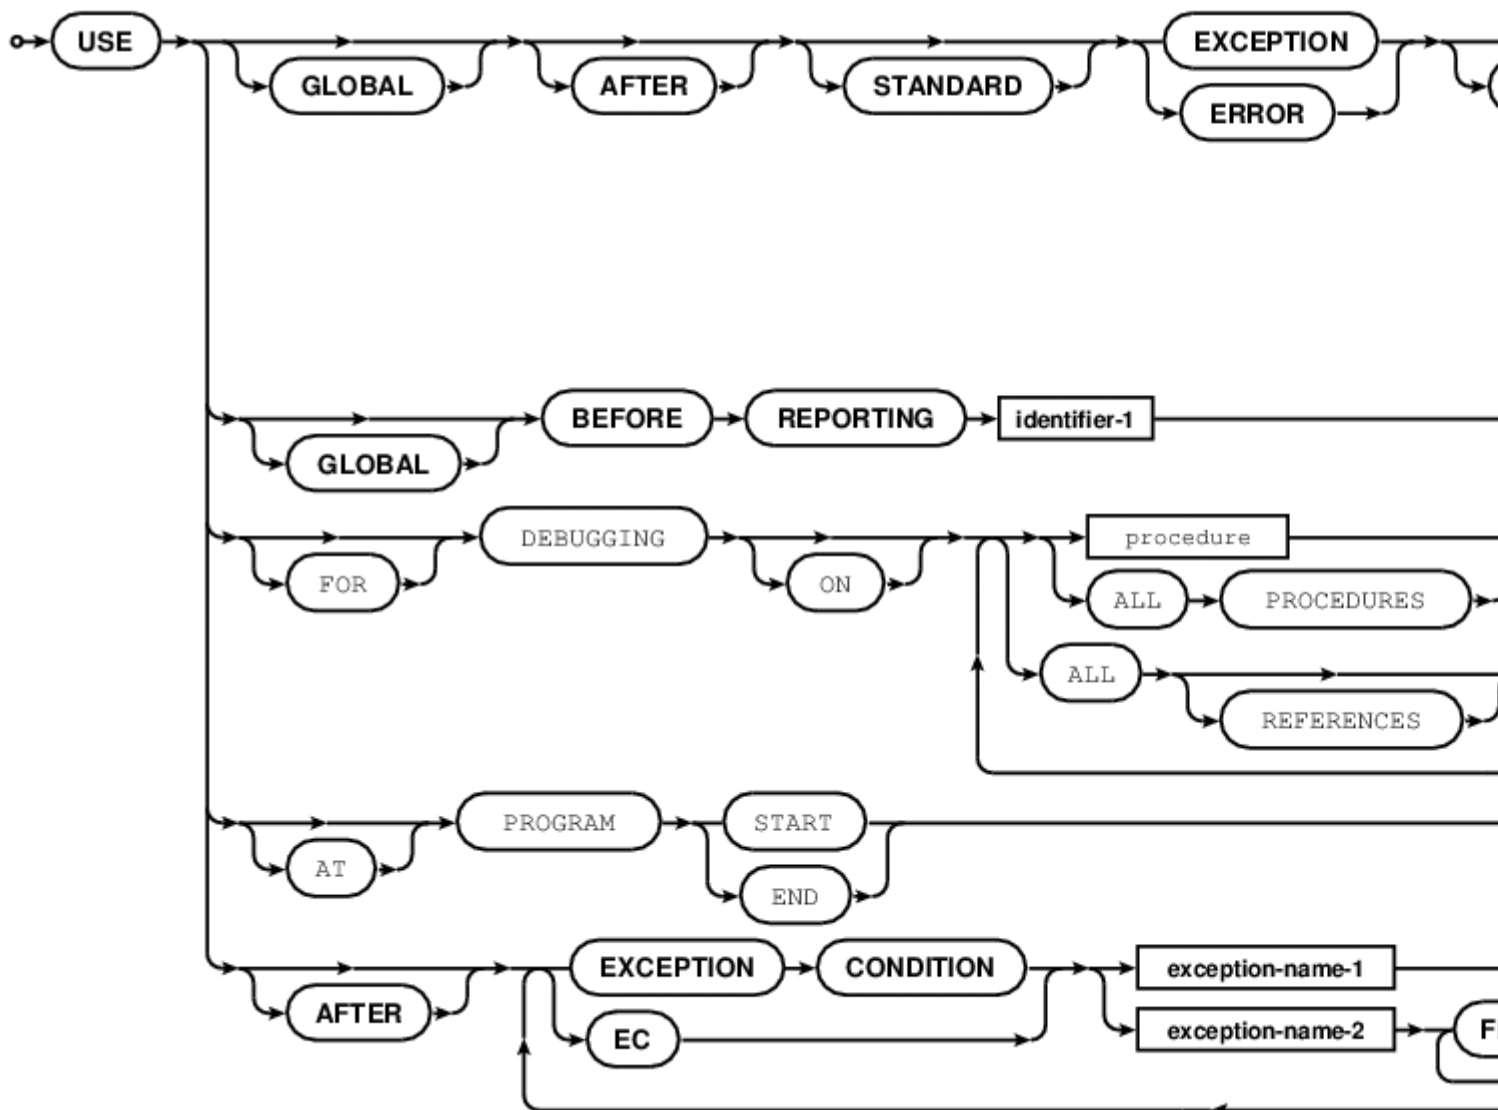 USE EXCEPTION
GLOBAL AFTER STANDARD
ERROR
BEFORE REPORTING identifier-1
GLOBAL
DEBUGGING procedure
FOR ON
ALL PROCEDURES
ALL
REFERENCES
PROGRAM START
AT
END
EXCEPTION CONDITION exception-name-1
AFTER
EC exception-name-2